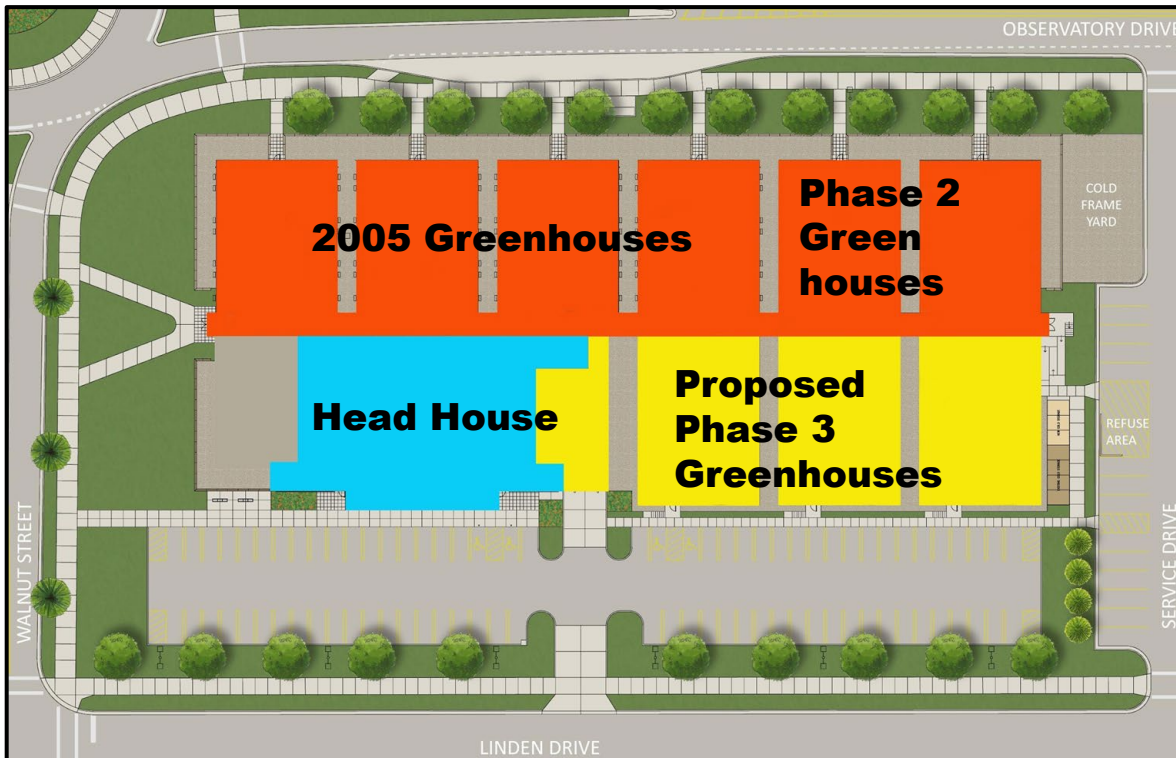 OBSERVATORY DRIVE
2005 Greenhouses
Phase 2
Green
houses
COLD
FRAME
YARD
Head House
Proposed
Phase 3
Greenhouses
REFUSE
AREA
WALNUT STREET
SERVICE DRIVE
LINDEN DRIVE